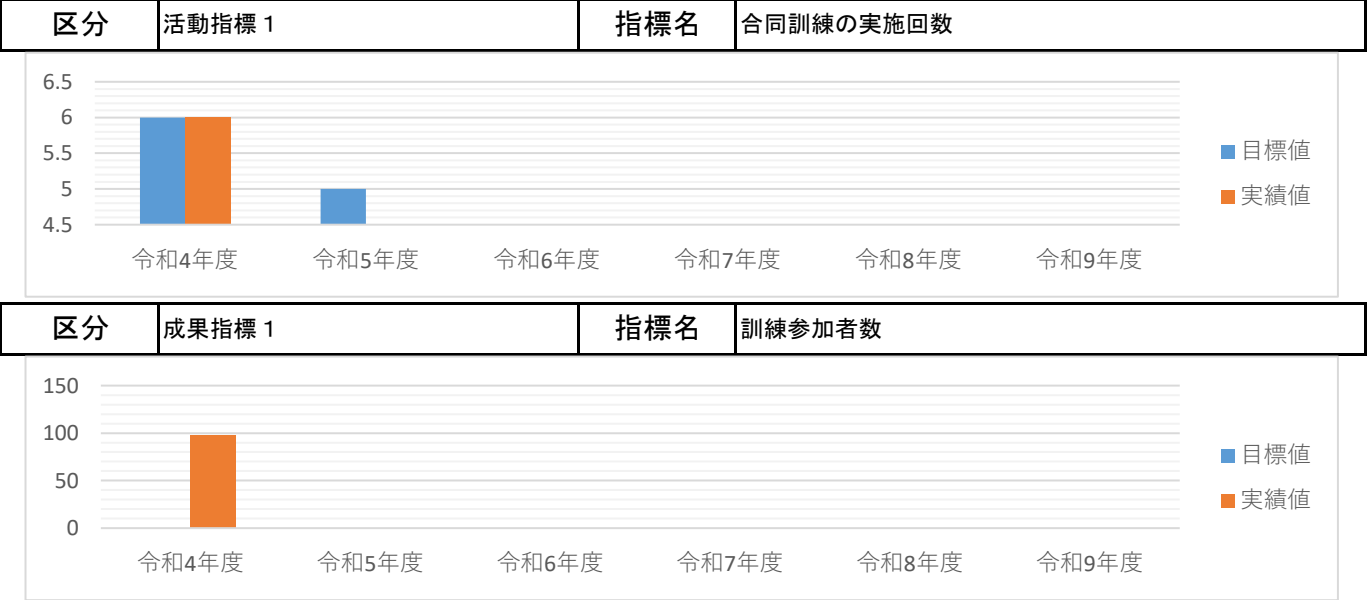 区分 活動指標１ 指標名 合同訓練の実施回数
6.5
6
5.5
5
4.5
目標値
実績値
令和4年度 令和5年度 令和6年度 令和7年度 令和8年度 令和9年度
区分 成果指標１ 指標名 訓練参加者数
150
100
50
0
目標値
実績値
令和4年度 令和5年度 令和6年度 令和7年度 令和8年度 令和9年度